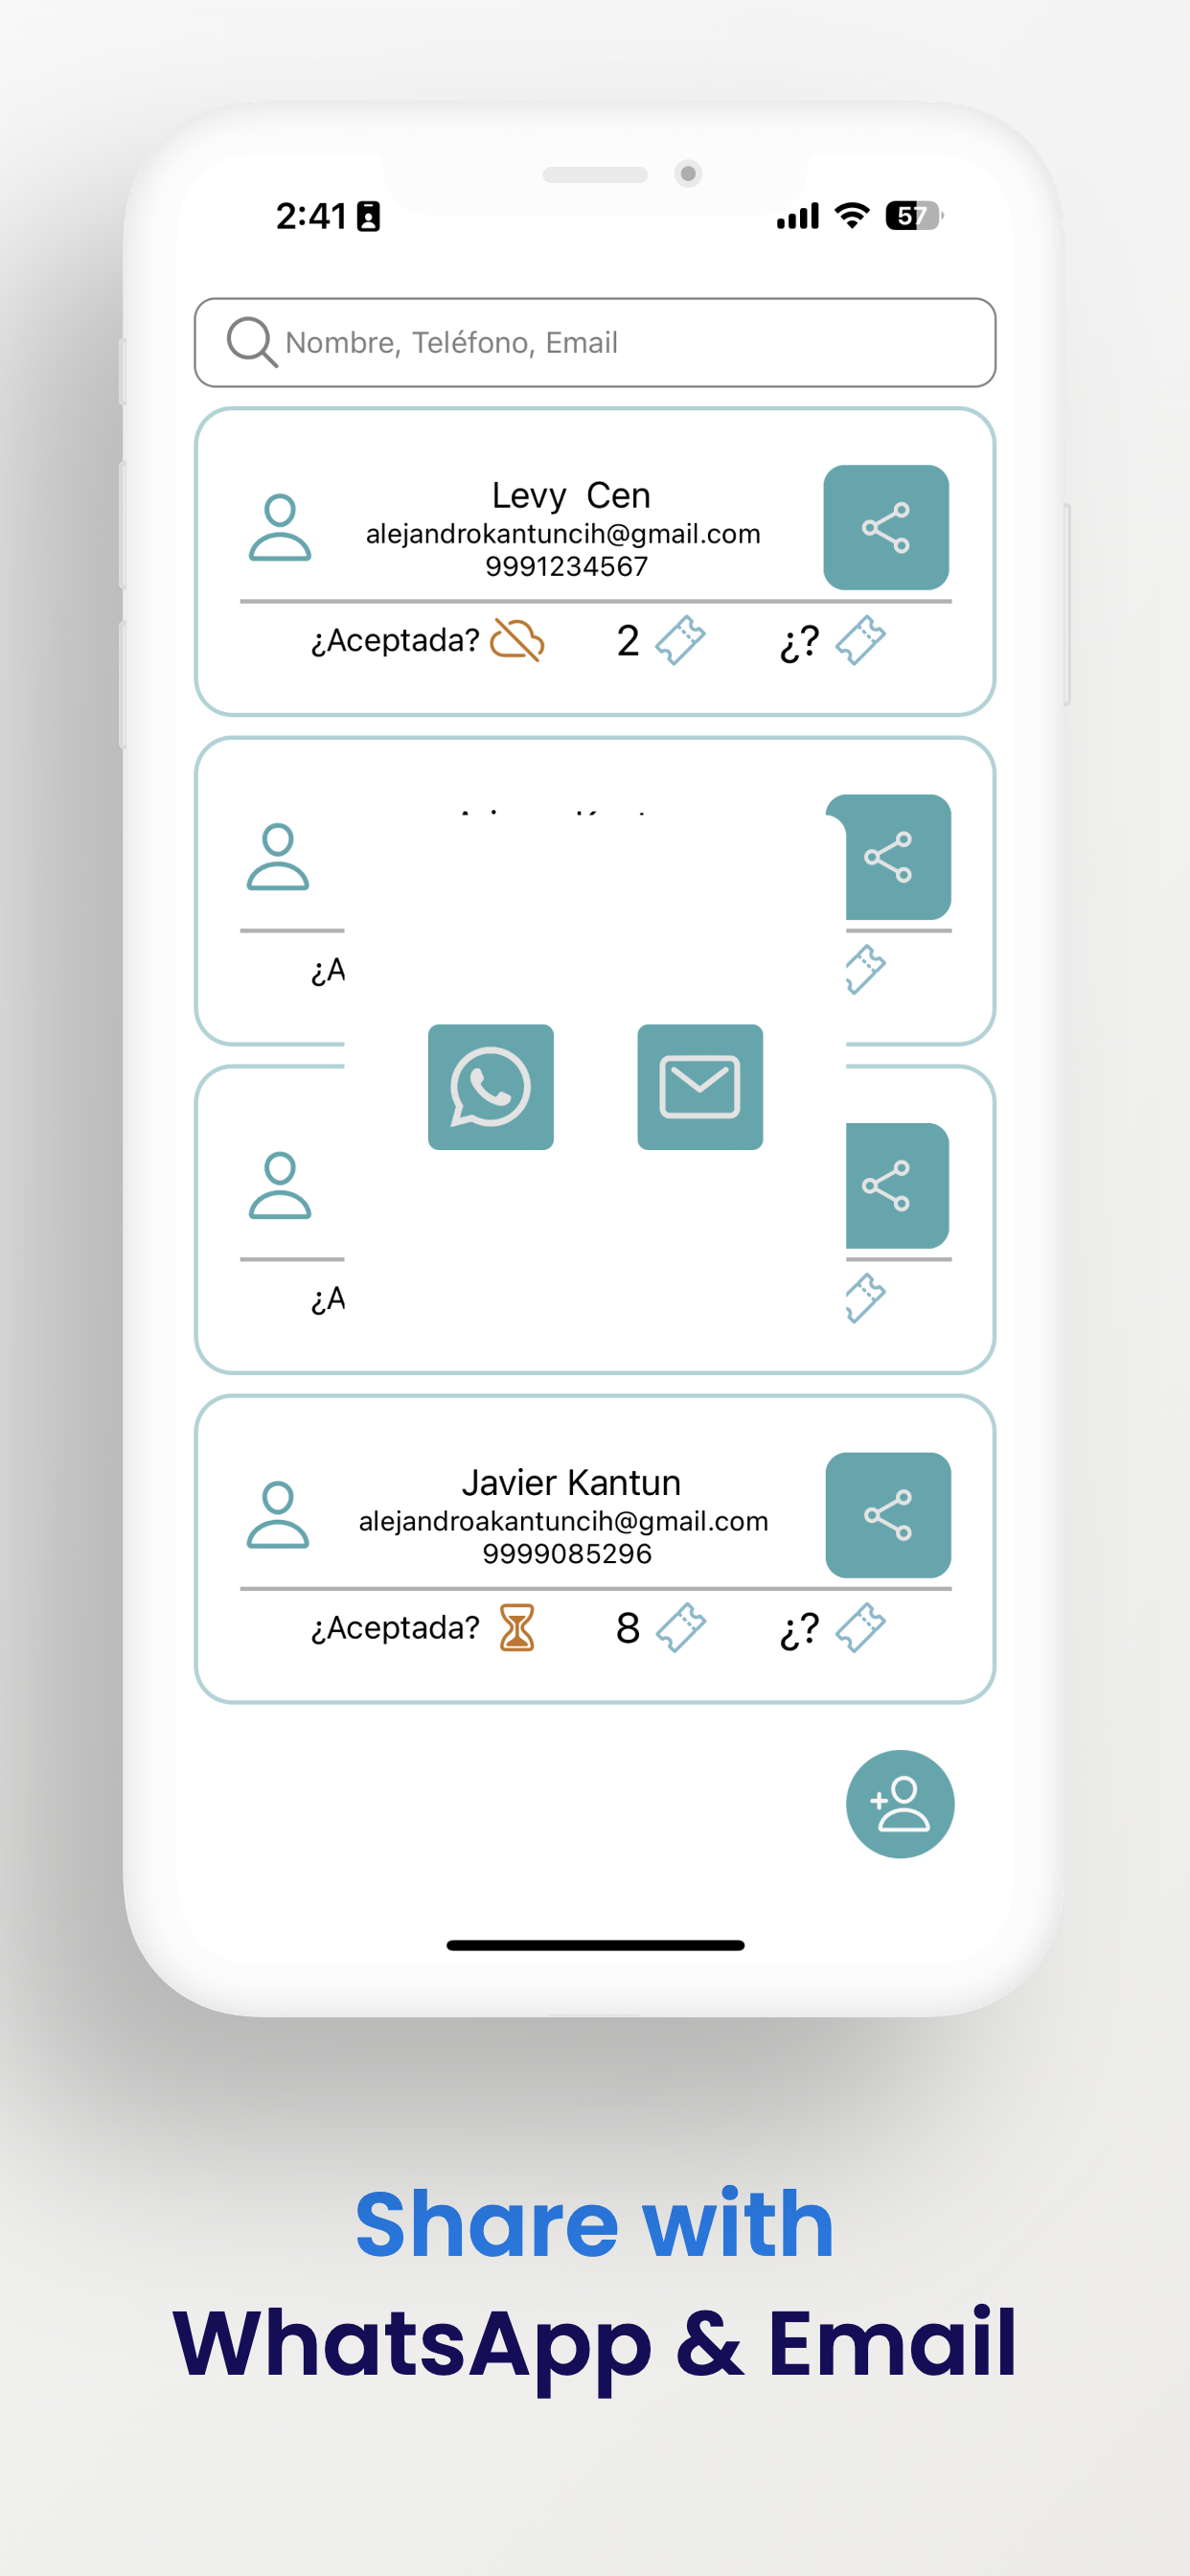 2:41
57
Nombre, Teléfono, Email
Levy Cen
alejandrokantuncih@gmail.com
9991234567
¿Aceptada?
2
¿?
¿A
¿A
Javier Kantun
alejandroakantuncih@gmail.com
9999085296
¿Aceptada?
8
¿?
Share with
WhatsApp & Email